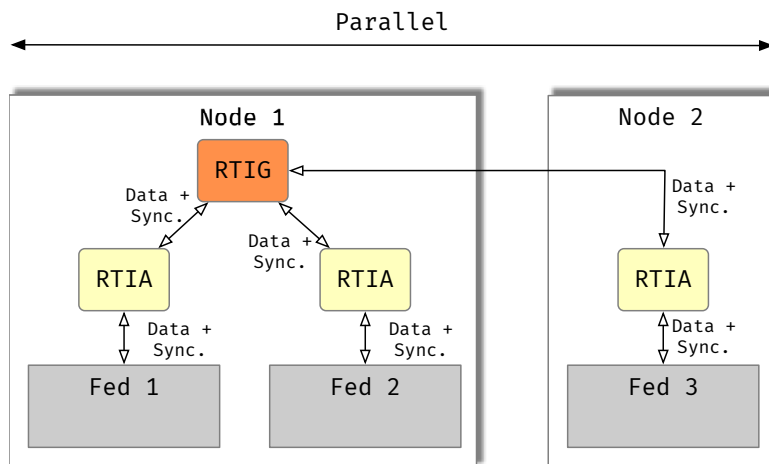 Parallel
Node 1
Node 2
RTIG
Data +
Sync.
Data +
Sync.
Data +
Sync.
RTIA
RTIA
RTIA
Data +
Sync.
Data +
Sync.
Data +
Sync.
Fed 1
Fed 2
Fed 3